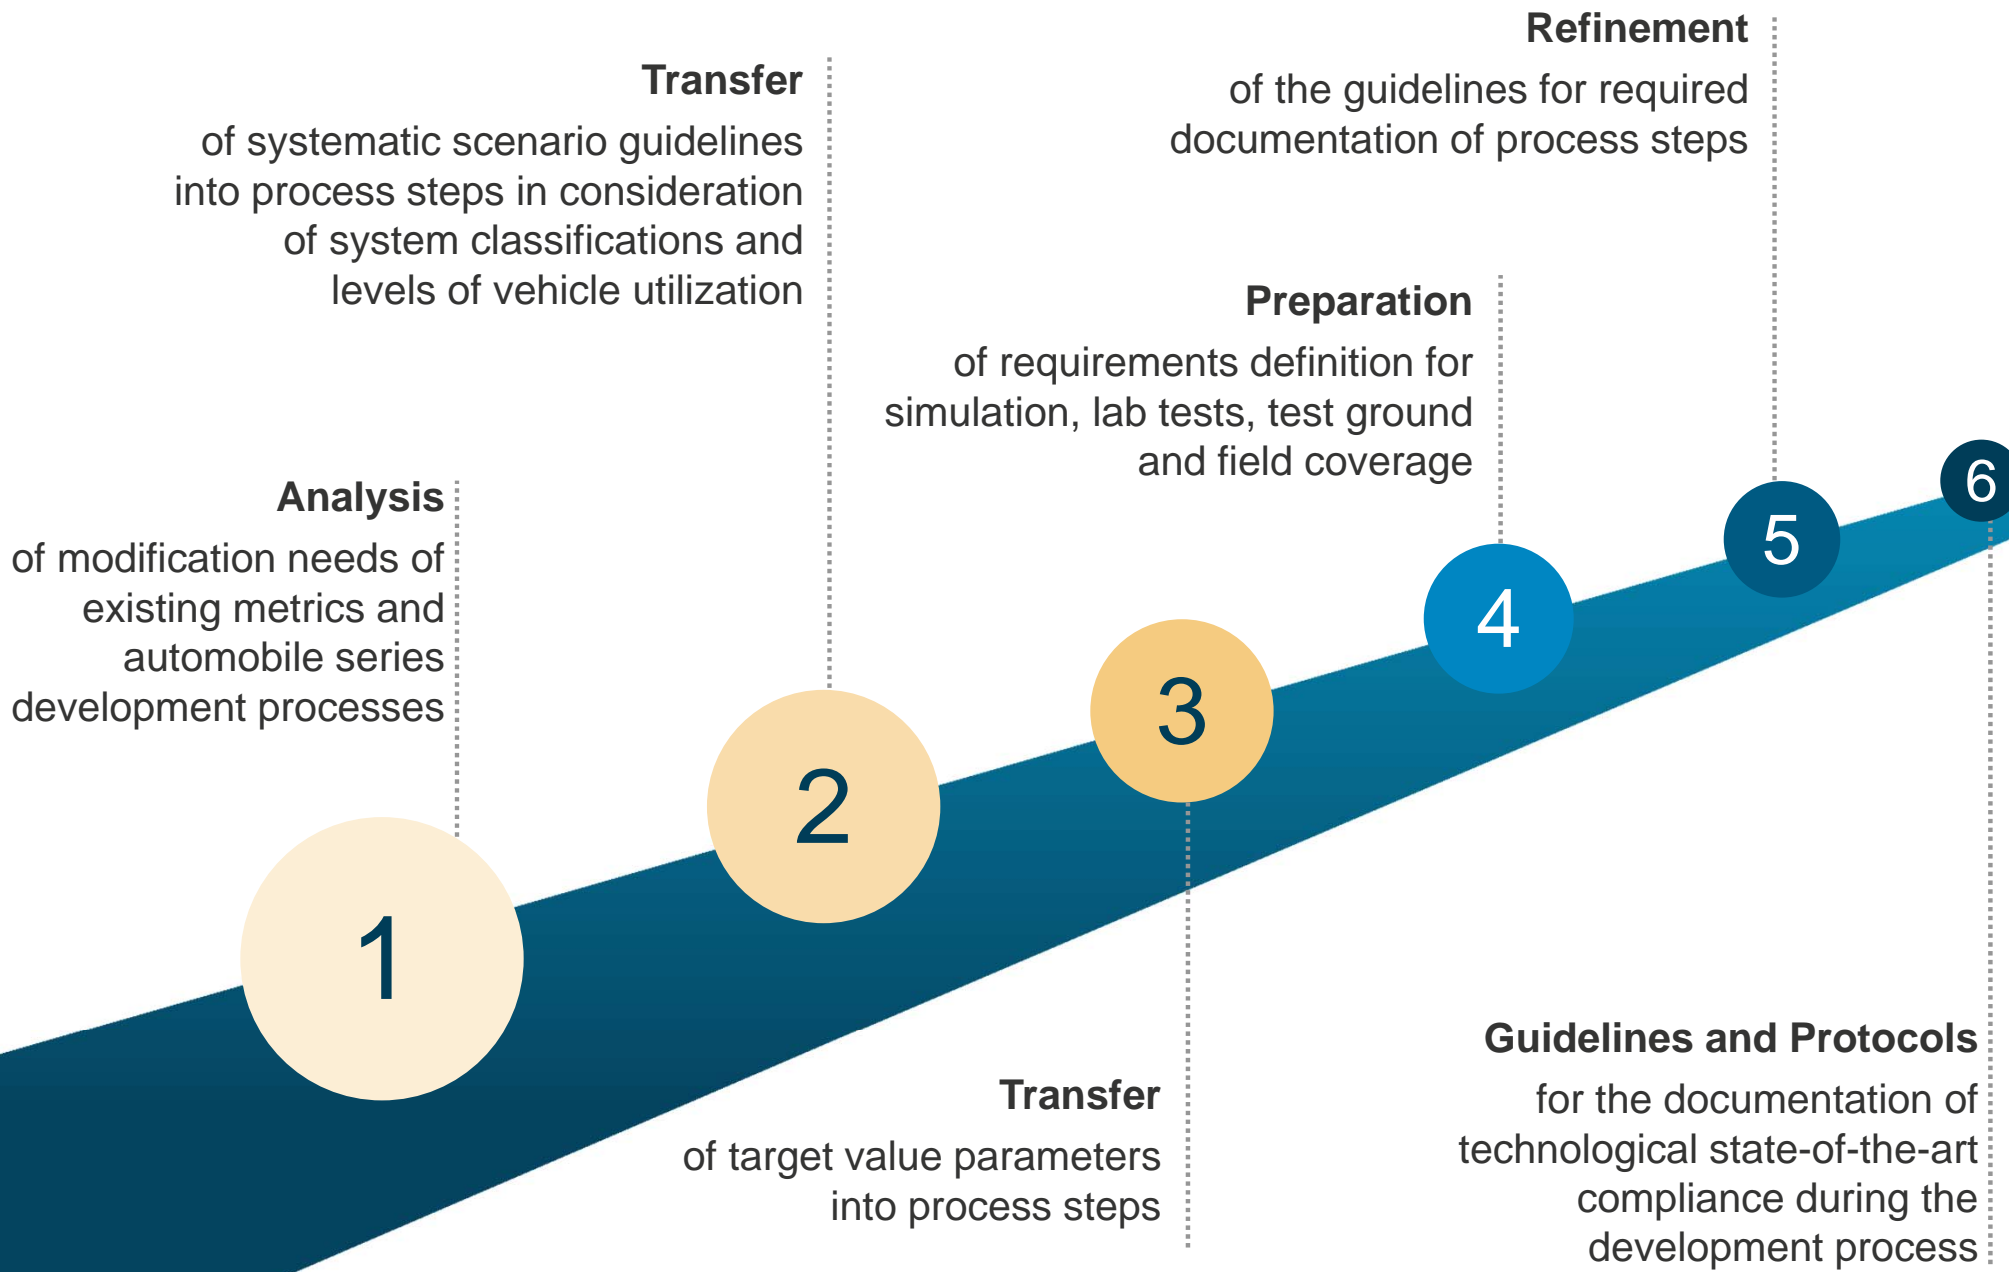 Analysis
of modification needs of
existing metrics and
automobile series
development processes
1
Transfer
of systematic scenario guidelines
into process steps in consideration
of system classifications and
levels of vehicle utilization
2
3
Transfer
of target value parameters
into process steps
Preparation
of requirements definition for
simulation, lab tests, test ground
and field coverage
4
Refinement
of the guidelines for required
documentation of process steps
5
6
Guidelines and Protocols
for the documentation of
technological state-of-the-art
compliance during the
development process